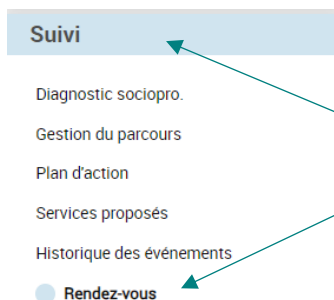 Suivi
Diagnostic sociopro.
Gestion du parcours
Plan d'action
Services proposés
Historique des événements
Rendez-vous